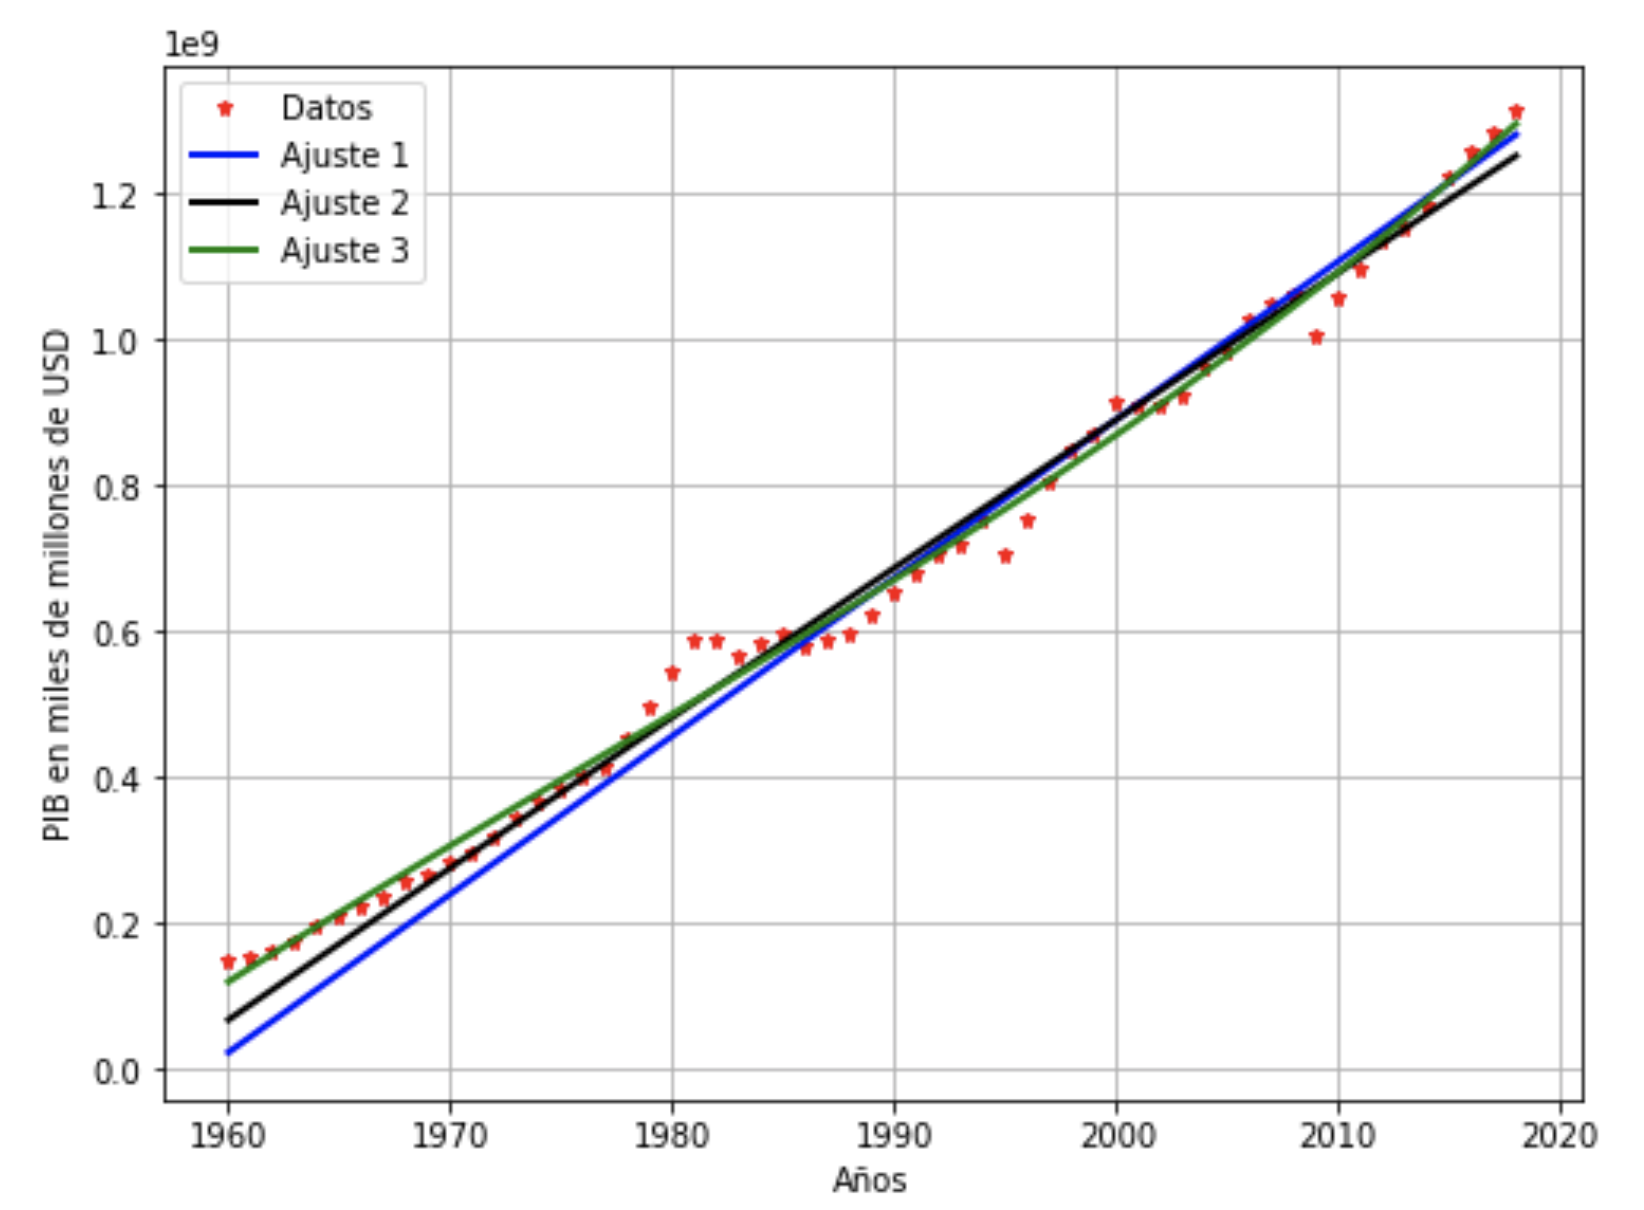 1e9
Datos
Ajuste 1
Ajuste 2
Ajuste 3
1.2
1.0
0.8
0.6
0.4
0.2
0.0
PIB en miles de millones de USD
1960 1970 1980 1990 2000 2010 2020
Años